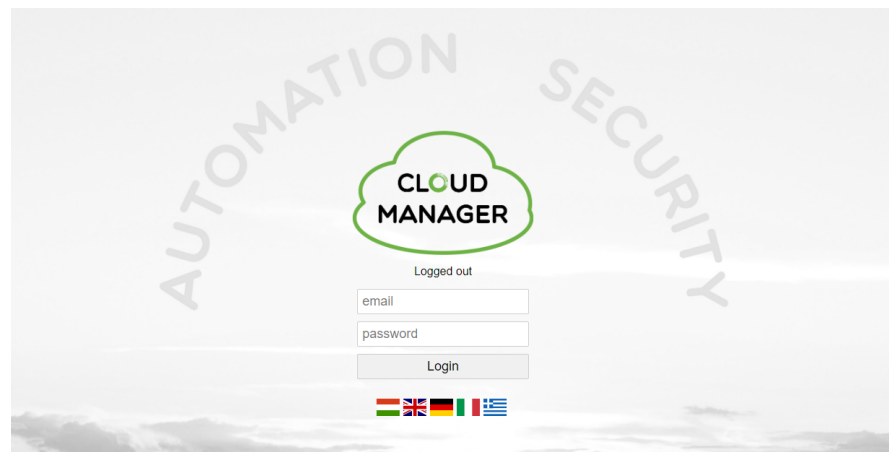 AUTOMATION SECURITY
CLOUD
MANAGER
Logged out
email
password
Login